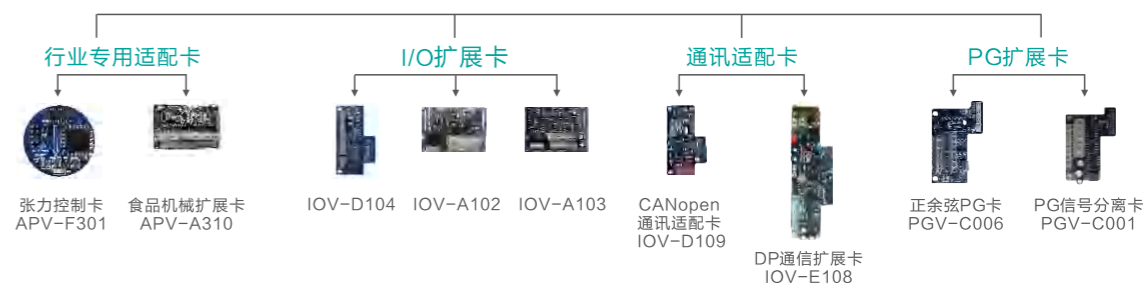 行业专用适配卡
I/O扩展卡
通讯适配卡
PG扩展卡
张力控制卡
APV-F301
食品机械扩展卡
APV-A310
IOV-D104
IOV-A102
IOV-A103
CANopen
通讯适配卡
IOV-D109
DP通信扩展卡
IOV-E108
正余弦PG卡
PGV-C006
PG信号分离卡
PGV-C001